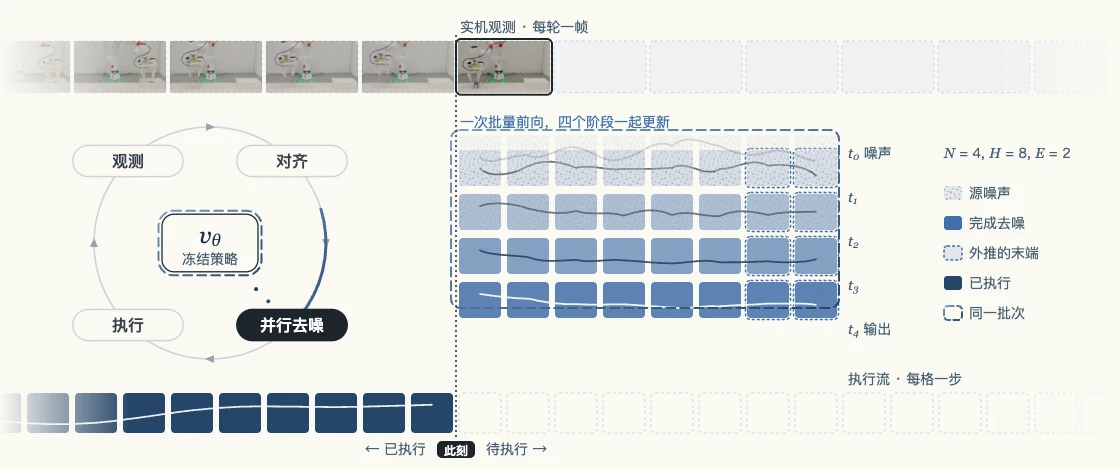 实机观测 · 每轮一帧
一次批量前向，四个阶段一起更新
观测
对齐
υθ
冻结策略
执行
并行去噪
t₀ 噪声
t₁
t₂
t₃
t₄ 输出
N = 4, H = 8, E = 2
源噪声
完成去噪
外推的末端
已执行
同一批次
执行流 · 每格一步
← 已执行
此刻
待执行 →